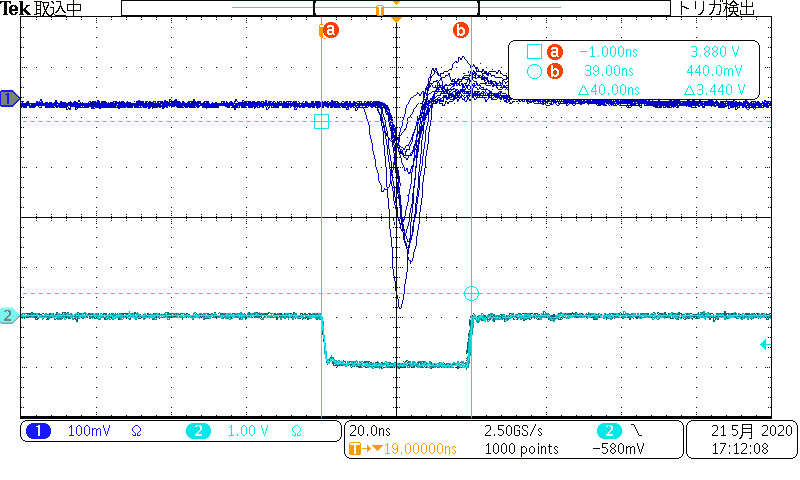 Tek 取込中 T トリガ検出
a b
a −1.000ns 3.880 V
b 39.00ns 440.0mV
△40.00ns △3.440 V
1
2
1 100mV Ω 2 1.00 V Ω 20.0ns 2.50GS/s 2 21 5月 2020
T→▼19.00000ns 1000 points −580mV 17:12:08